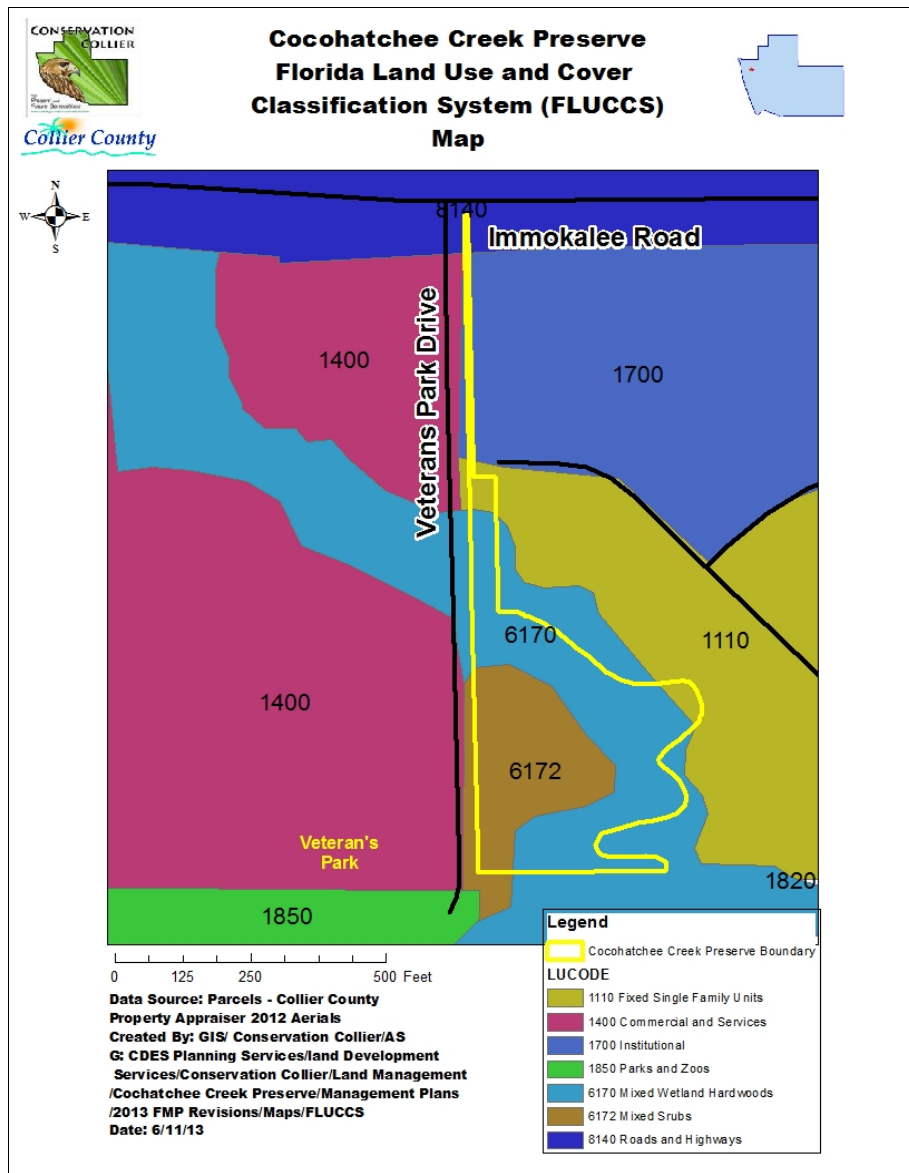 CONSERVATION
COLLIER
Collier County
Cocohatchee Creek Preserve
Florida Land Use and Cover
Classification System (FLUCCS)
Map
N
W
E
S
8140
Immokalee Road
Veterans Park Drive
1400
1700
6170
1110
1400
6172
Veteran's
Park
1820
1850
Legend
Cocohatchee Creek Preserve Boundary
LUCODE
1110 Fixed Single Family Units
1400 Commercial and Services
1700 Institutional
1850 Parks and Zoos
6170 Mixed Wetland Hardwoods
6172 Mixed Srubs
8140 Roads and Highways
0 125 250 500 Feet
Data Source: Parcels - Collier County
Property Appraiser 2012 Aerials
Created By: GIS/ Conservation Collier/AS
G: CDES Planning Services/land Development
Services/Conservation Collier/Land Management
/Cochatchee Creek Preserve/Management Plans
/2013 FMP Revisions/Maps/FLUCCS
Date: 6/11/13